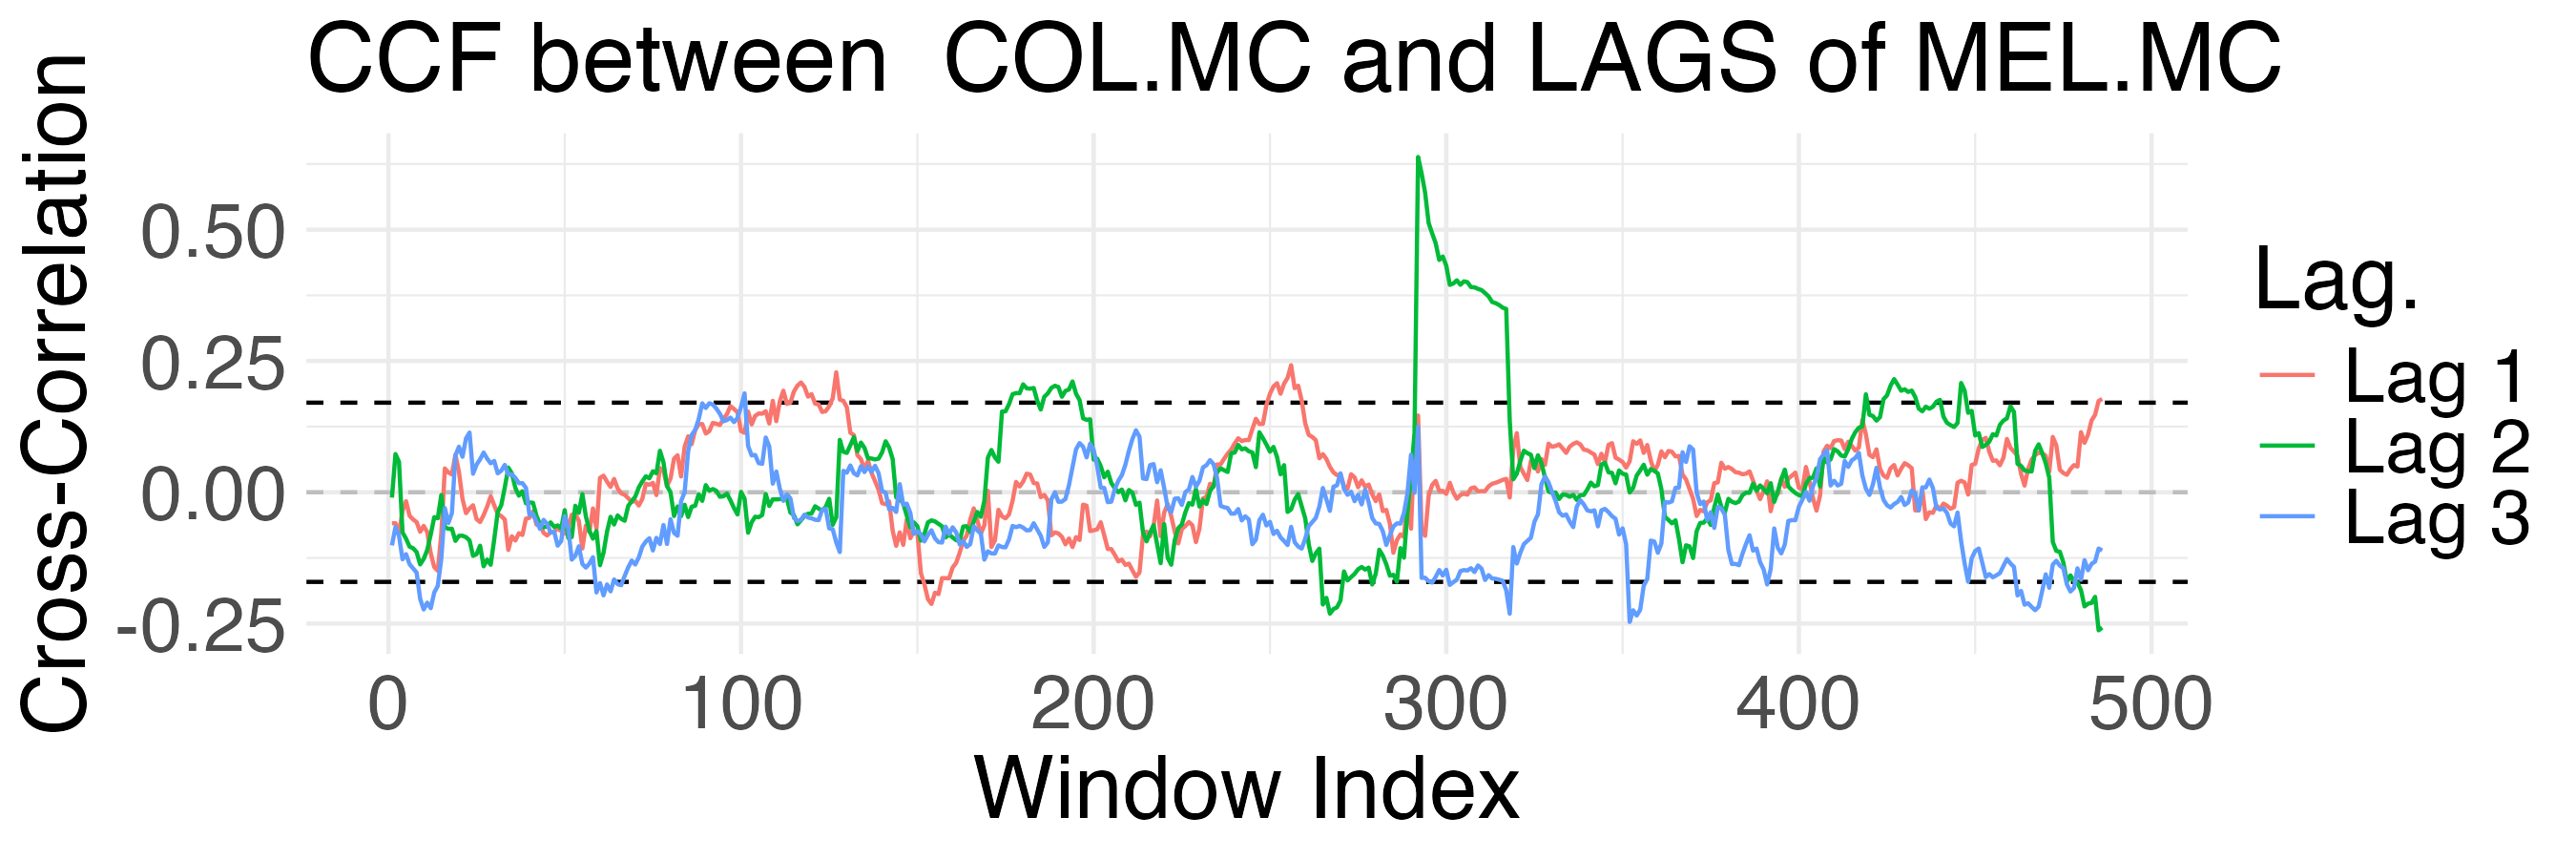 CCF between  COL.MC and LAGS of MEL.MC
Cross-Correlation
0.50
0.25
0.00
-0.25
0 100 200 300 400 500
Window Index
Lag.
Lag 1
Lag 2
Lag 3